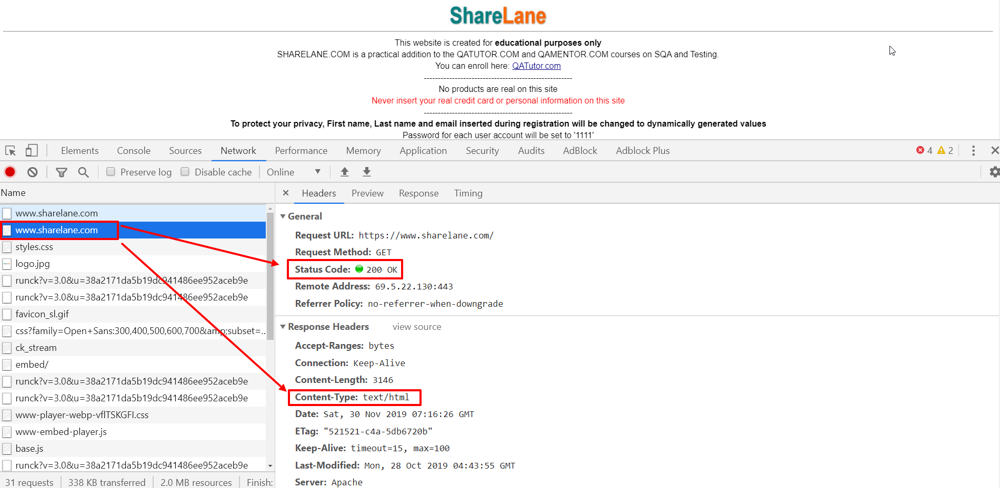 ShareLane
This website is created for educational purposes only
SHARELANE.COM is a practical addition to the QATUTOR.COM and QAMENTOR.COM courses on SQA and Testing.
You can enroll here: QATutor.com
-----------------------------------------------------
No products are real on this site
Never insert your real credit card or personal information on this site
-----------------------------------------------------
To protect your privacy, First name, Last name and email inserted during registration will be changed to dynamically generated values
Password for each user account will be set to '1111'
Elements Console Sources Network Performance Memory Application Security Audits AdBlock Adblock Plus 4 2
Preserve log Disable cache Online
Name
www.sharelane.com
www.sharelane.com
styles.css
logo.jpg
runck?v=3.0&u=38a2171da5b19dc941486ee952aceb9e
runck?v=3.0&u=38a2171da5b19dc941486ee952aceb9e
favicon_sl.gif
css?family=Open+Sans:300,400,500,600,700&amp;subset=...
ck_stream
embed/
runck?v=3.0&u=38a2171da5b19dc941486ee952aceb9e
runck?v=3.0&u=38a2171da5b19dc941486ee952aceb9e
www-player-webp-vflTSKGFI.css
www-embed-player.js
base.js
runck?v=3.0&u=38a2171da5b19dc941486ee952aceb9e
31 requests 338 KB transferred 2.0 MB resources Finish:
Headers Preview Response Timing
General
Request URL: https://www.sharelane.com/
Request Method: GET
Status Code: 200 OK
Remote Address: 69.5.22.130:443
Referrer Policy: no-referrer-when-downgrade
Response Headers view source
Accept-Ranges: bytes
Connection: Keep-Alive
Content-Length: 3146
Content-Type: text/html
Date: Sat, 30 Nov 2019 07:16:26 GMT
ETag: "521521-c4a-5db6720b"
Keep-Alive: timeout=15, max=100
Last-Modified: Mon, 28 Oct 2019 04:43:55 GMT
Server: Apache